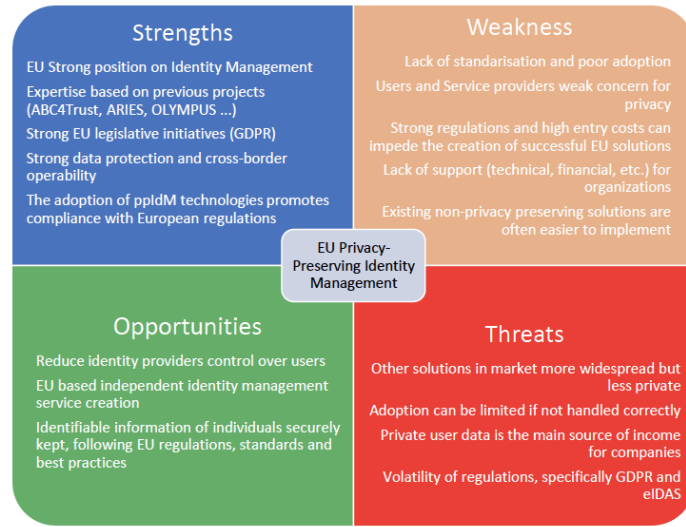 Strengths
EU Strong position on Identity Management
Expertise based on previous projects
(ABC4Trust, ARIES, OLYMPUS ...)
Strong EU legislative initiatives (GDPR)
Strong data protection and cross-border
operability
The adoption of ppIdM technologies promotes
compliance with European regulations
Weakness
Lack of standarisation and poor adoption
Users and Service providers weak concern for
privacy
Strong regulations and high entry costs can
impede the creation of successful EU solutions
Lack of support (technical, financial, etc.) for
organizations
Existing non-privacy preserving solutions are
often easier to implement
EU Privacy-
Preserving Identity
Management
Opportunities
Reduce identity providers control over users
EU based independent identity management
service creation
Identifiable information of individuals securely
kept, following EU regulations, standards and
best practices
Threats
Other solutions in market more widespread but
less private
Adoption can be limited if not handled correctly
Private user data is the main source of income
for companies
Volatility of regulations, specifically GDPR and
eIDAS